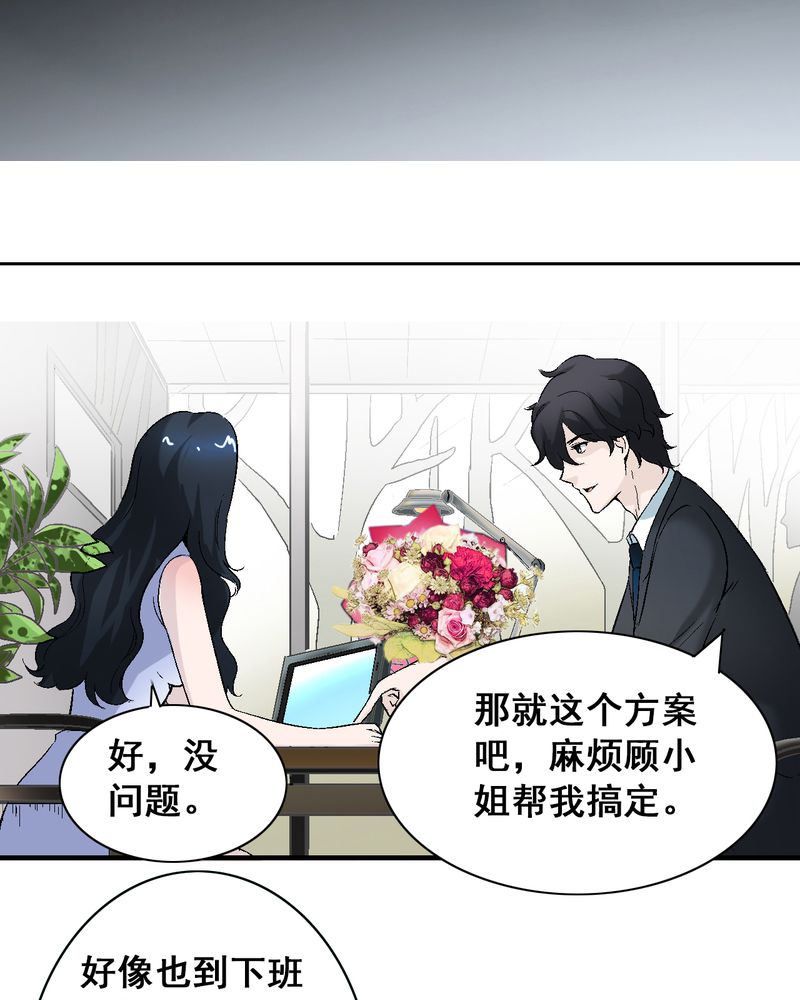 那就这个方案
吧，麻烦顾小
姐帮我搞定。
好，没
问题。
好像也到下班